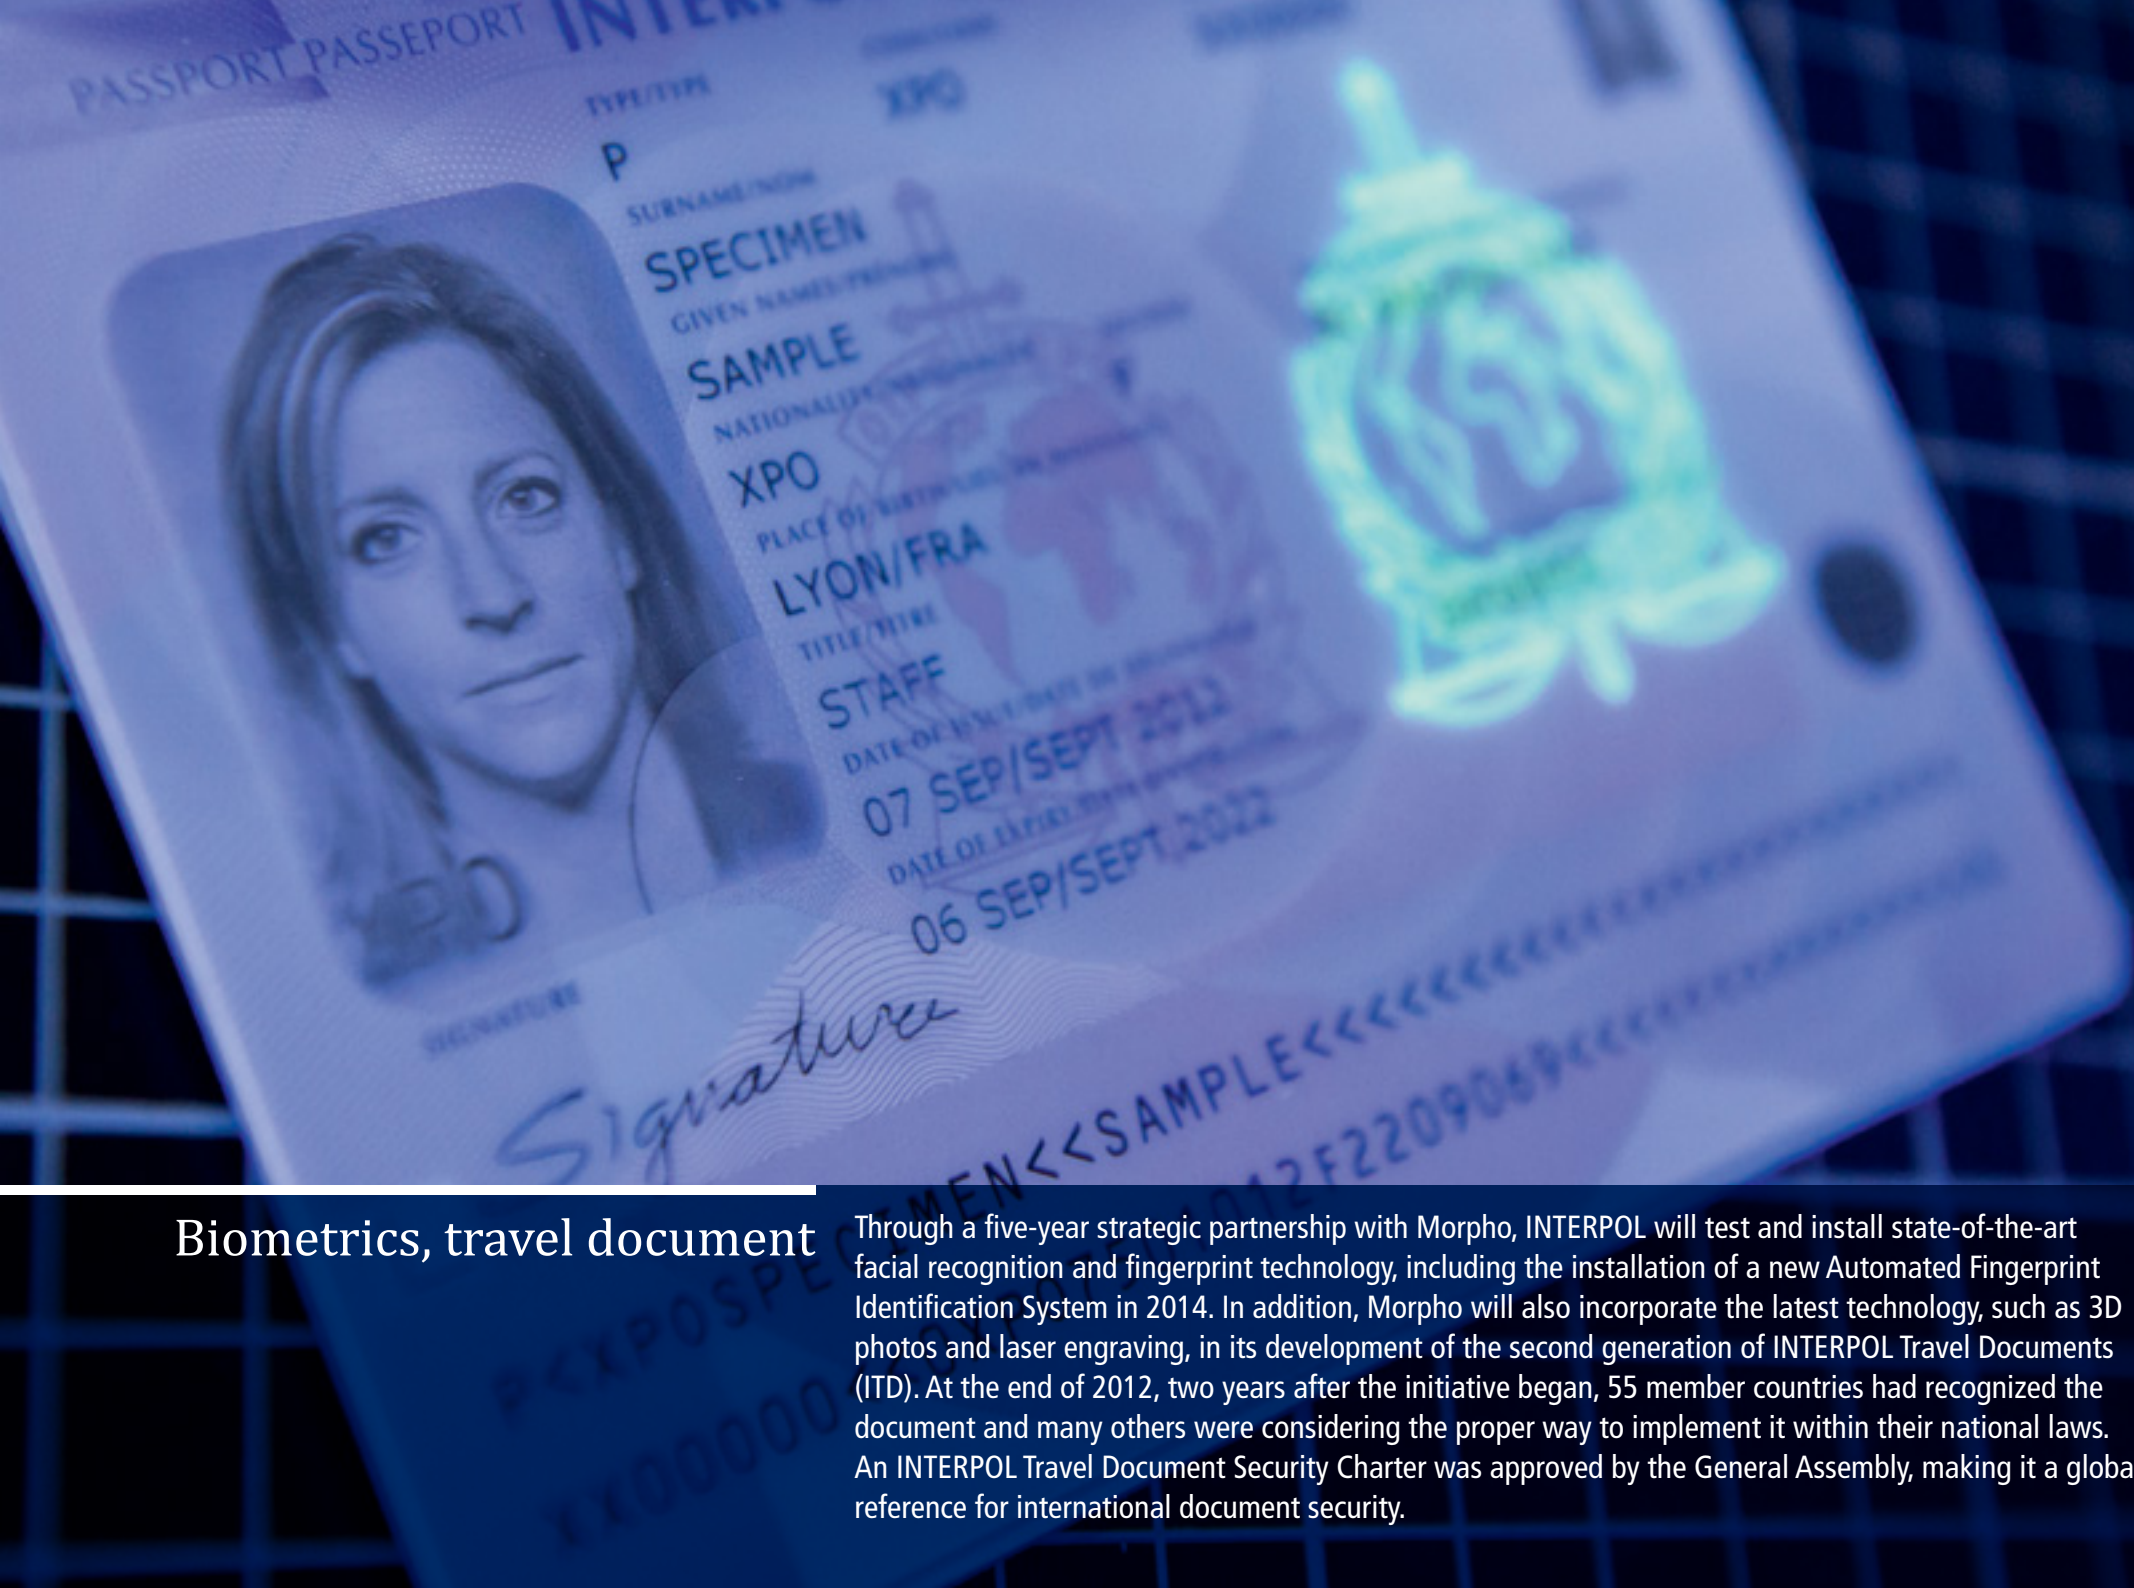 PASSPORT PASSEPORT
TYPE/TYPE
XPO
P
SURNAME/NOM
SPECIMEN
GIVEN NAMES/PRÉNOMS
SAMPLE
XPO
PLACE OF
LYON/FRA
TITLE/TITRE
STAFF
DATE OF ISSUE/DATE DE
07 SEP/SEPT 2012
DATE OF EXPIRY
06 SEP/SEPT 2022
XPO
SIGNATURE
Signature
P<XPOSPECIMEN<<SAMPLE<<<<<<<<<<
Biometrics, travel document
Through a five-year strategic partnership with Morpho, INTERPOL will test and install state-of-the-art
facial recognition and fingerprint technology, including the installation of a new Automated Fingerprint
Identification System in 2014. In addition, Morpho will also incorporate the latest technology, such as 3D
photos and laser engraving, in its development of the second generation of INTERPOL Travel Documents
(ITD). At the end of 2012, two years after the initiative began, 55 member countries had recognized the
document and many others were considering the proper way to implement it within their national laws.
An INTERPOL Travel Document Security Charter was approved by the General Assembly, making it a globa
reference for international document security.